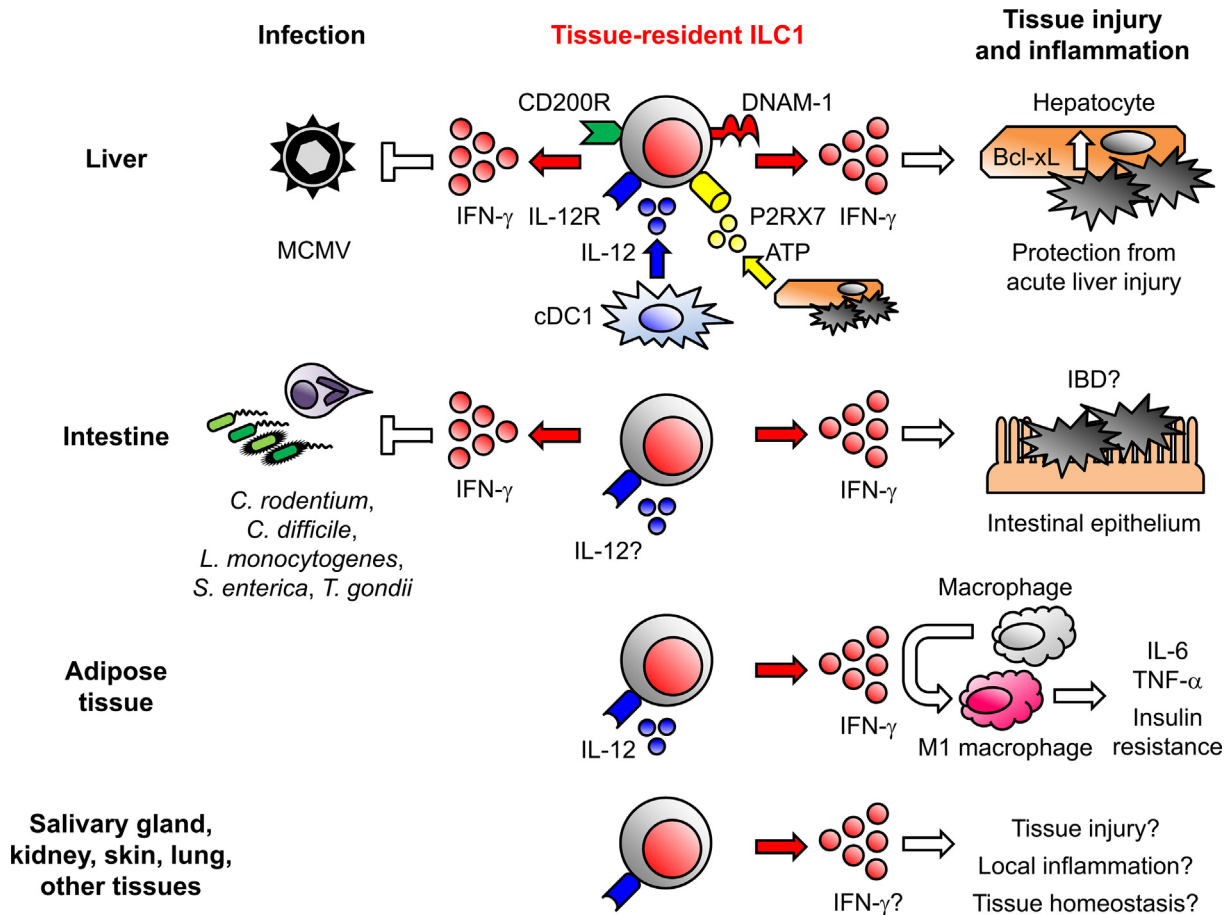 Infection
Tissue-resident ILC1
Tissue injury
and inflammation
Liver
CD200R
DNAM-1
Hepatocyte
Bcl-xL
IFN-γ
IL-12R
P2RX7
IFN-γ
MCMV
IL-12
ATP
Protection from
acute liver injury
cDC1
Intestine
IBD?
IFN-γ
IFN-γ
C. rodentium,
C. difficile,
L. monocytogenes,
S. enterica, T. gondii
IL-12?
Intestinal epithelium
Adipose
tissue
Macrophage
IL-6
TNF-α
IL-12
IFN-γ
M1 macrophage
Insulin
resistance
Salivary gland,
kidney, skin, lung,
other tissues
IFN-γ?
Tissue injury?
Local inflammation?
Tissue homeostasis?